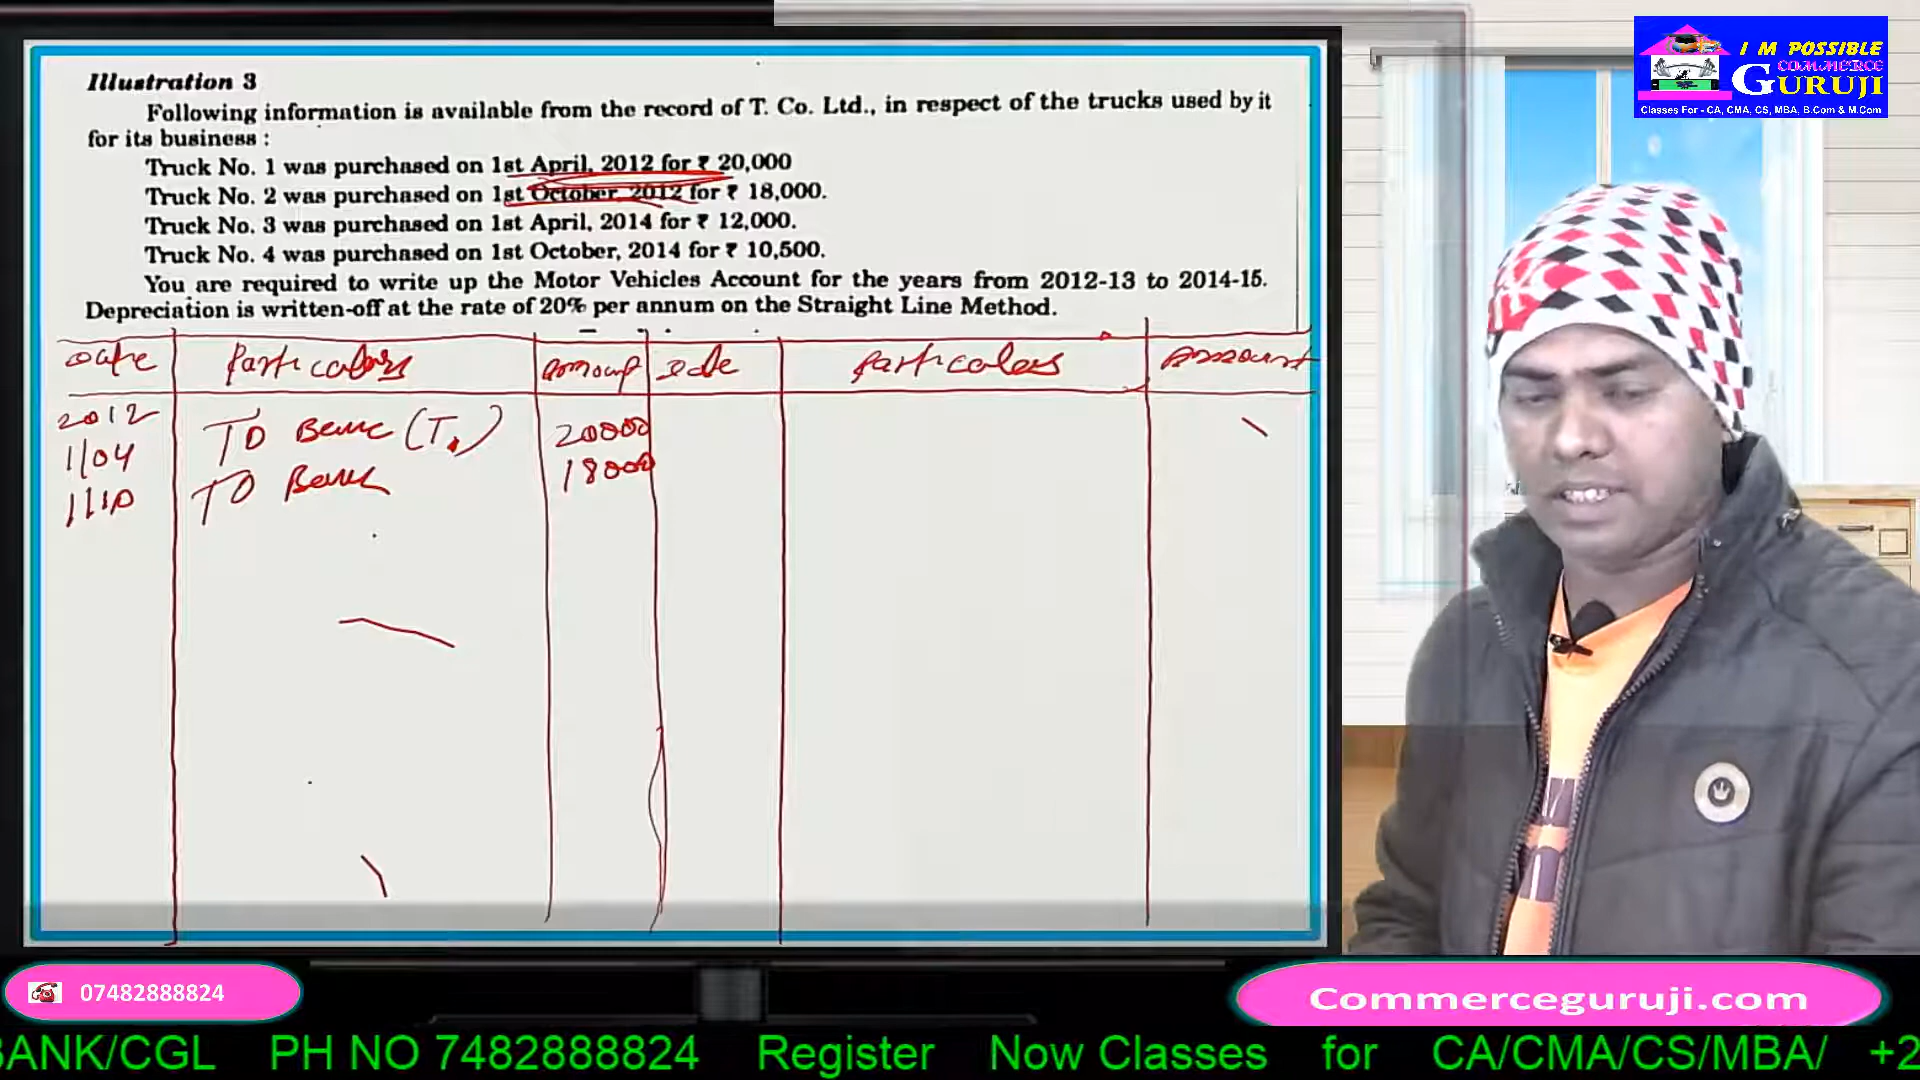 Illustration 3
Following information is available from the record of T. Co. Ltd., in respect of the trucks used by it
for its business :
Truck No. 1 was purchased on 1st April, 2012 for ₹ 20,000
Truck No. 2 was purchased on 1st October, 2012 for ₹ 18,000.
Truck No. 3 was purchased on 1st April, 2014 for ₹ 12,000.
Truck No. 4 was purchased on 1st October, 2014 for ₹ 10,500.
You are required to write up the Motor Vehicles Account for the years from 2012-13 to 2014-15.
Depreciation is written-off at the rate of 20% per annum on the Straight Line Method.
Date Particulars Amount Date Particulars Amount
2012
1/04 TO Bank (T1) 20000
1/10 TO Bank 18000
I M POSSIBLE
COMMERCE
GURUJI
Classes For - CA, CMA, CS, MBA, B.Com & M.Com
07482888824
Commerceguruji.com
BANK/CGL PH NO 7482888824 Register Now Classes for CA/CMA/CS/MBA/ +2